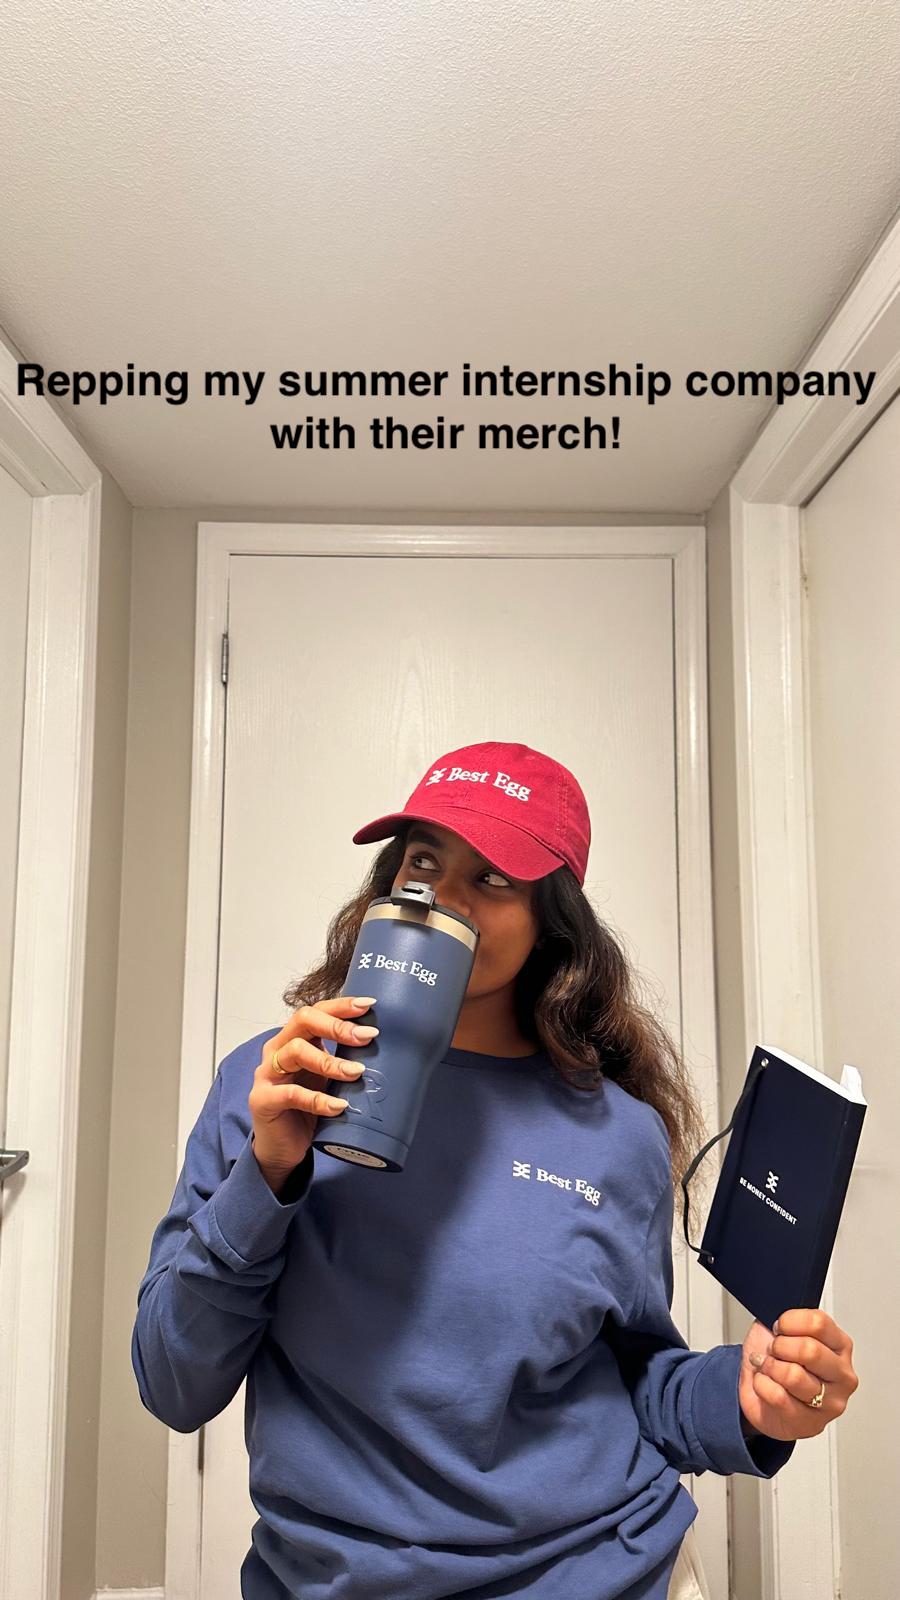 Repping my summer internship company
with their merch!
Best Egg
Best Egg
Best Egg
BE MONEY CONFIDENT